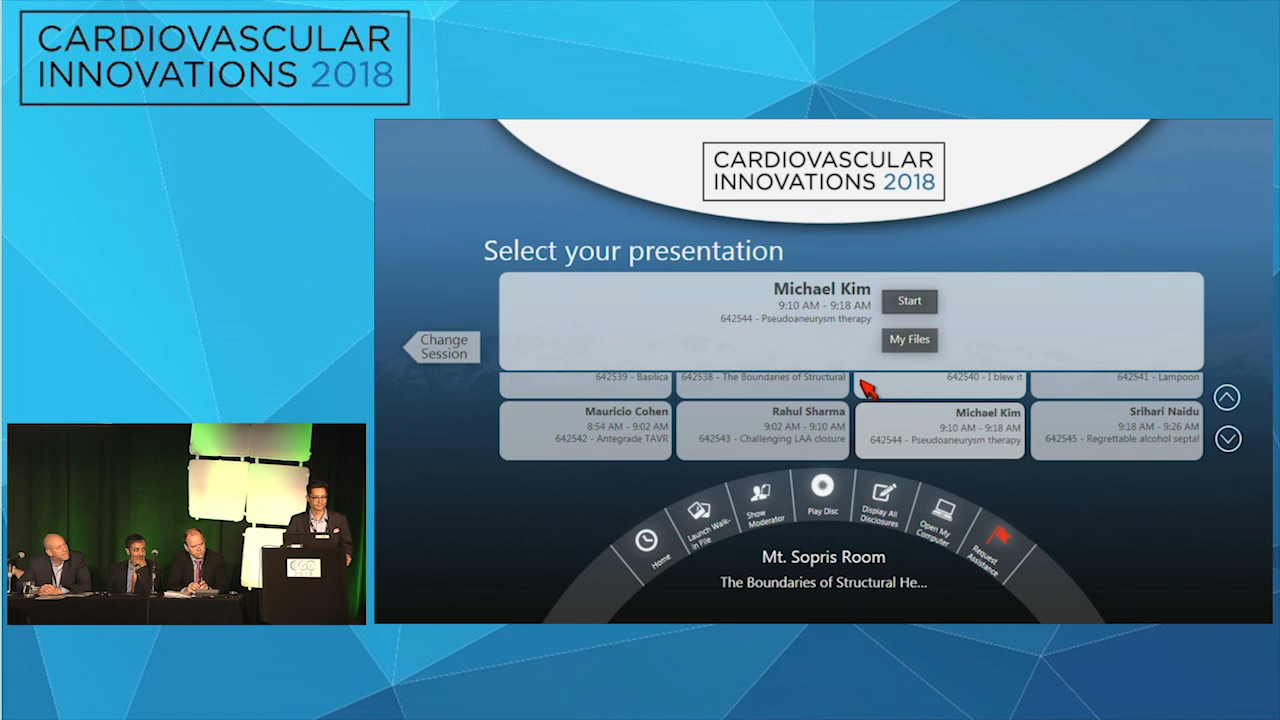 CARDIOVASCULAR
INNOVATIONS 2018
CARDIOVASCULAR
INNOVATIONS 2018
Select your presentation
Michael Kim
9:10 AM - 9:18 AM
642544 - Pseudoaneurysm therapy
Start
My Files
Change
Session
642539 - Basilica
642538 - The Boundaries of Structural
642540 - I blew it
642541 - Lampoon
Mauricio Cohen
8:54 AM - 9:02 AM
642542 - Antegrade TAVR
Rahul Sharma
9:02 AM - 9:10 AM
642543 - Challenging LAA closure
Michael Kim
9:10 AM - 9:18 AM
642544 - Pseudoaneurysm therapy
Srihari Naidu
9:18 AM - 9:26 AM
642545 - Regrettable alcohol septal
Home
Launch Walk-
in File
Show
Moderator
Play Disc
Display All
Disclosures
Open My
Computer
Request
Assistance
Mt. Sopris Room
The Boundaries of Structural He...
2018